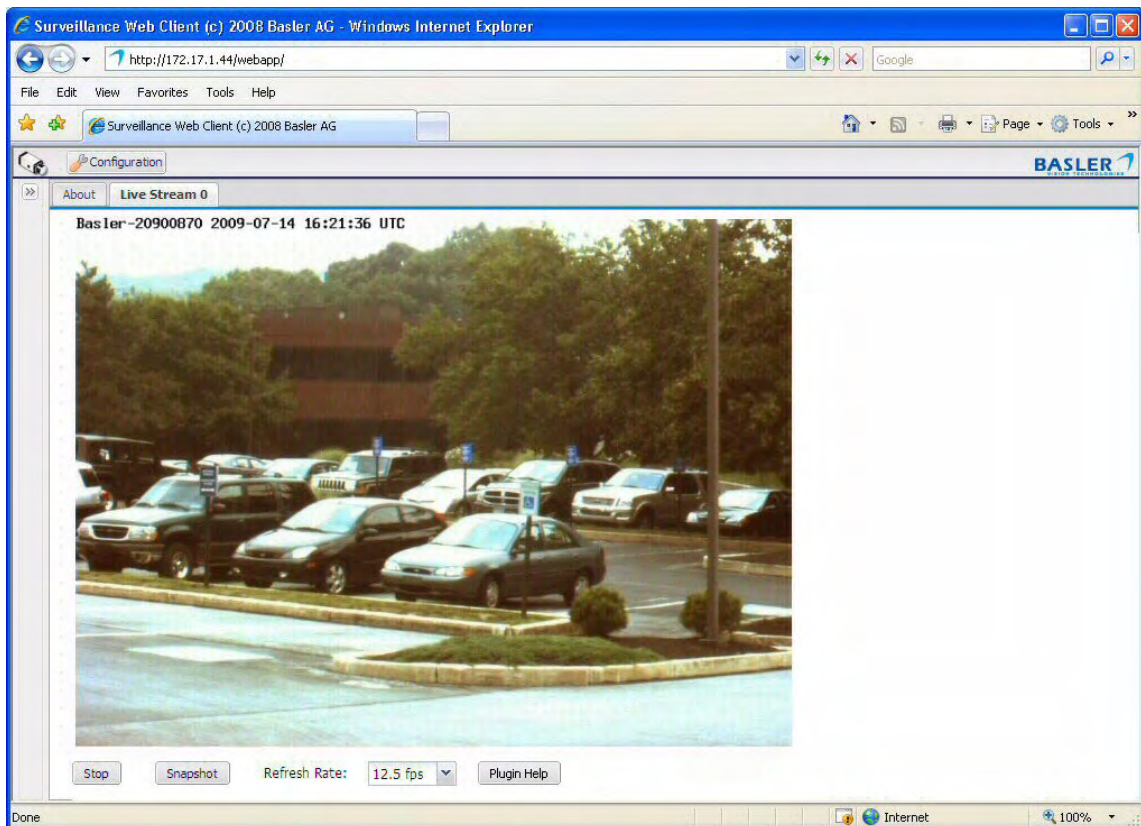 Surveillance Web Client (c) 2008 Basler AG - Windows Internet Explorer
http://172.17.1.44/webapp/
Google
File Edit View Favorites Tools Help
Surveillance Web Client (c) 2008 Basler AG
Page Tools
Configuration
BASLER
VISION TECHNOLOGIES
About Live Stream 0
Basler-20900870 2009-07-14 16:21:36 UTC
Stop Snapshot Refresh Rate: 12.5 fps Plugin Help
Done Internet 100%